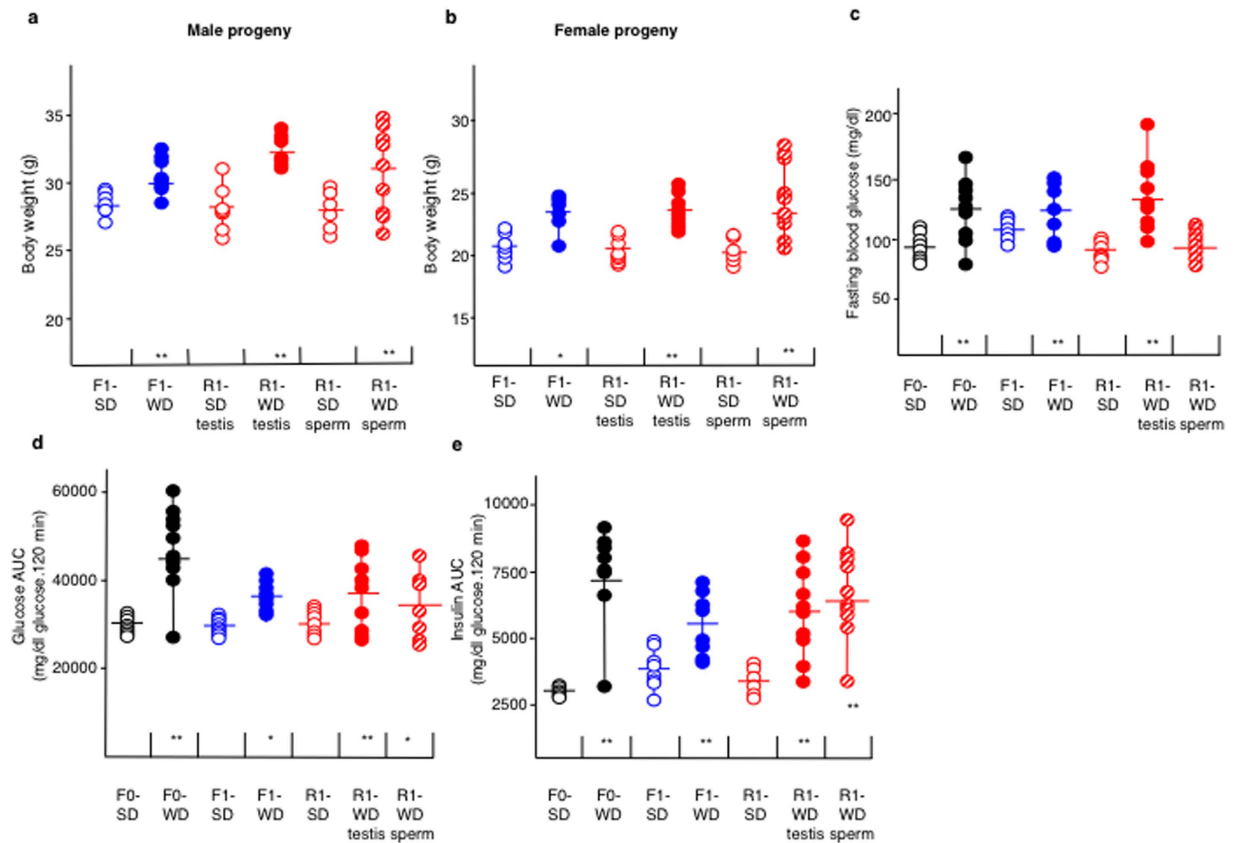 a
Male progeny
Body weight (g)
35
30
25
20
** ** **
F1- F1- R1- R1- R1- R1-
SD WD SD WD SD WD
testis testis sperm sperm
b
Female progeny
Body weight (g)
30
25
20
15
* ** **
F1- F1- R1- R1- R1- R1-
SD WD SD WD SD WD
testis testis sperm sperm
c
Fasting blood glucose (mg/dl)
200
150
100
50
** ** **
F0- F0- F1- F1- R1- R1- R1-
SD WD SD WD SD WD WD
testis sperm
d
Glucose AUC
(mg/dl glucose.120 min)
60000
40000
20000
** * ** *
F0- F0- F1- F1- R1- R1- R1-
SD WD SD WD SD WD WD
testis sperm
e
Insulin AUC
(mg/dl glucose.120 min)
10000
7500
5000
2500
**
** ** **
F0- F0- F1- F1- R1- R1- R1-
SD WD SD WD SD WD WD
testis sperm